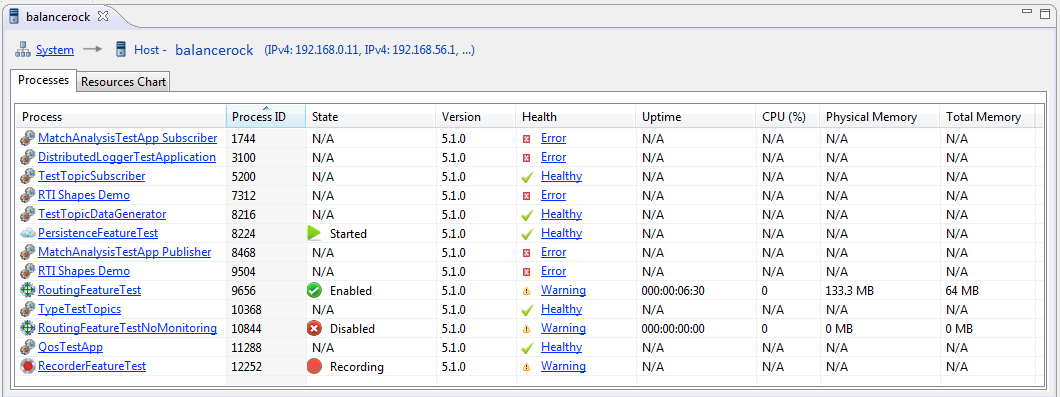 balancerock
System Host - balancerock (IPv4: 192.168.0.11, IPv4: 192.168.56.1, ...)
Processes Resources Chart
Process Process ID State Version Health Uptime CPU (%) Physical Memory Total Memory
MatchAnalysisTestApp Subscriber 1744 N/A 5.1.0 Error N/A N/A N/A N/A
DistributedLoggerTestApplication 3100 N/A 5.1.0 Error N/A N/A N/A N/A
TestTopicSubscriber 5200 N/A 5.1.0 Healthy N/A N/A N/A N/A
RTI Shapes Demo 7312 N/A 5.1.0 Error N/A N/A N/A N/A
TestTopicDataGenerator 8216 N/A 5.1.0 Healthy N/A N/A N/A N/A
PersistenceFeatureTest 8224 Started 5.1.0 Healthy N/A N/A N/A N/A
MatchAnalysisTestApp Publisher 8468 N/A 5.1.0 Error N/A N/A N/A N/A
RTI Shapes Demo 9504 N/A 5.1.0 Error N/A N/A N/A N/A
RoutingFeatureTest 9656 Enabled 5.1.0 Warning 000:00:06:30 0 133.3 MB 64 MB
TypeTestTopics 10368 N/A 5.1.0 Healthy N/A N/A N/A N/A
RoutingFeatureTestNoMonitoring 10844 Disabled 5.1.0 Warning 000:00:00:00 0 0 MB 0 MB
QosTestApp 11288 N/A 5.1.0 Healthy N/A N/A N/A N/A
RecorderFeatureTest 12252 Recording 5.1.0 Warning N/A N/A N/A N/A